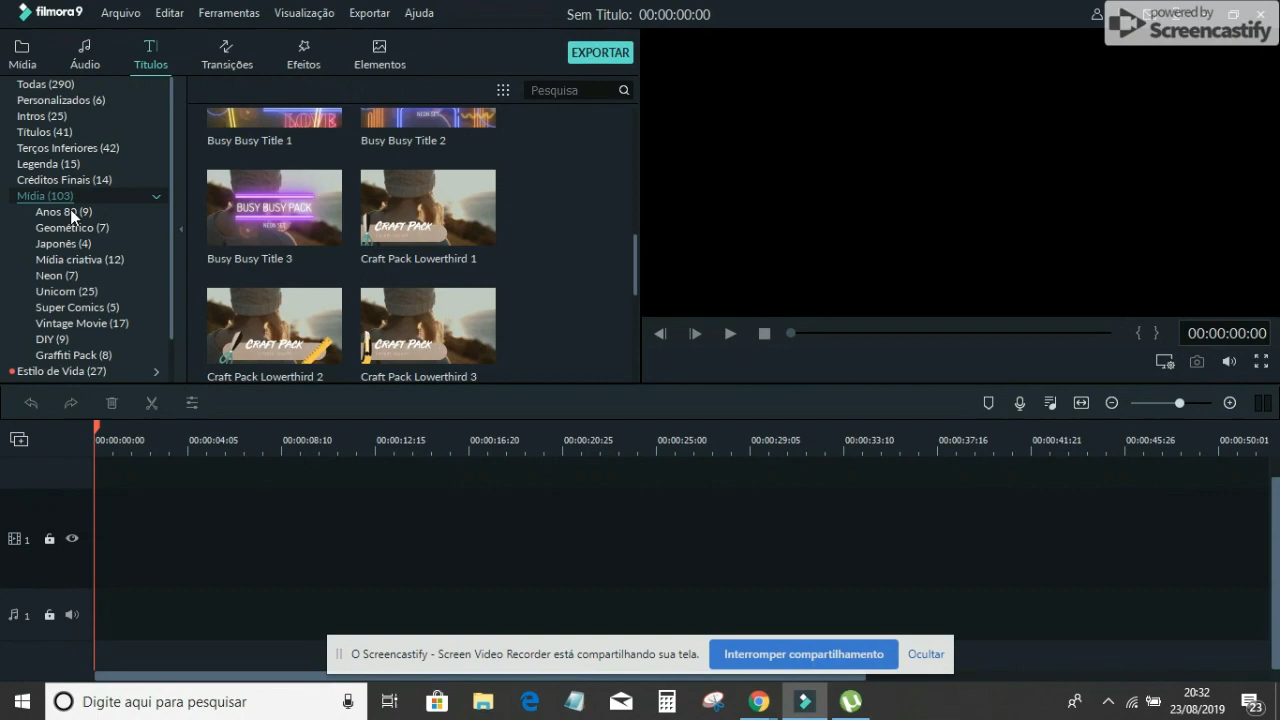 filmora9 Arquivo Editar Ferramentas Visualização Exportar Ajuda Sem Título: 00:00:00:00
powered by
Screencastify
Mídia Áudio Títulos Transições Efeitos Elementos EXPORTAR
Todas (290)
Personalizados (6)
Intros (25)
Títulos (41)
Terços Inferiores (42)
Legenda (15)
Créditos Finais (14)
Mídia (103)
Geométrico (7)
Japonês (4)
Mídia criativa (12)
Neon (7)
Unicorn (25)
Super Comics (5)
Vintage Movie (17)
DIY (9)
Graffiti Pack (8)
Estilo de Vida (27)
Pesquisa
LOVE NEON SET
Busy Busy Title 1 Busy Busy Title 2
BUSY BUSY PACK
NEON SET
CRAFT PACK
Busy Busy Title 3 Craft Pack Lowerthird 1
CRAFT PACK CRAFT PACK
Craft Pack Lowerthird 2 Craft Pack Lowerthird 3
{ } 00:00:00:00
00:00:00:00 00:00:04:05 00:00:08:10 00:00:12:15 00:00:16:20 00:00:20:25 00:00:25:00 00:00:29:05 00:00:33:10 00:00:37:16 00:00:41:21 00:00:45:26 00:00:50:01
1
1
O Screencastify - Screen Video Recorder está compartilhando sua tela. Interromper compartilhamento Ocultar
Digite aqui para pesquisar
20:32
23/08/2019
23